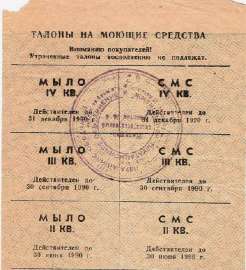 ТАЛОНЫ НА МОЮЩИЕ СРЕДСТВА
Вниманию покупателей!
Утраченные талоны восполнению не подлежат.
МЫЛО
IV КВ.
Действителен до
31 декабря 1990 г.
СМС
IV КВ.
Действителен до
31 декабря 1990 г.
МЫЛО
III КВ.
Действителен до
30 сентября 1990 г.
СМС
III КВ.
Действителен до
30 сентября 1990 г.
МЫЛО
II КВ.
Действителен до
30 июня 1990 г.
СМС
II КВ.
Действителен до
30 июня 1990 г.